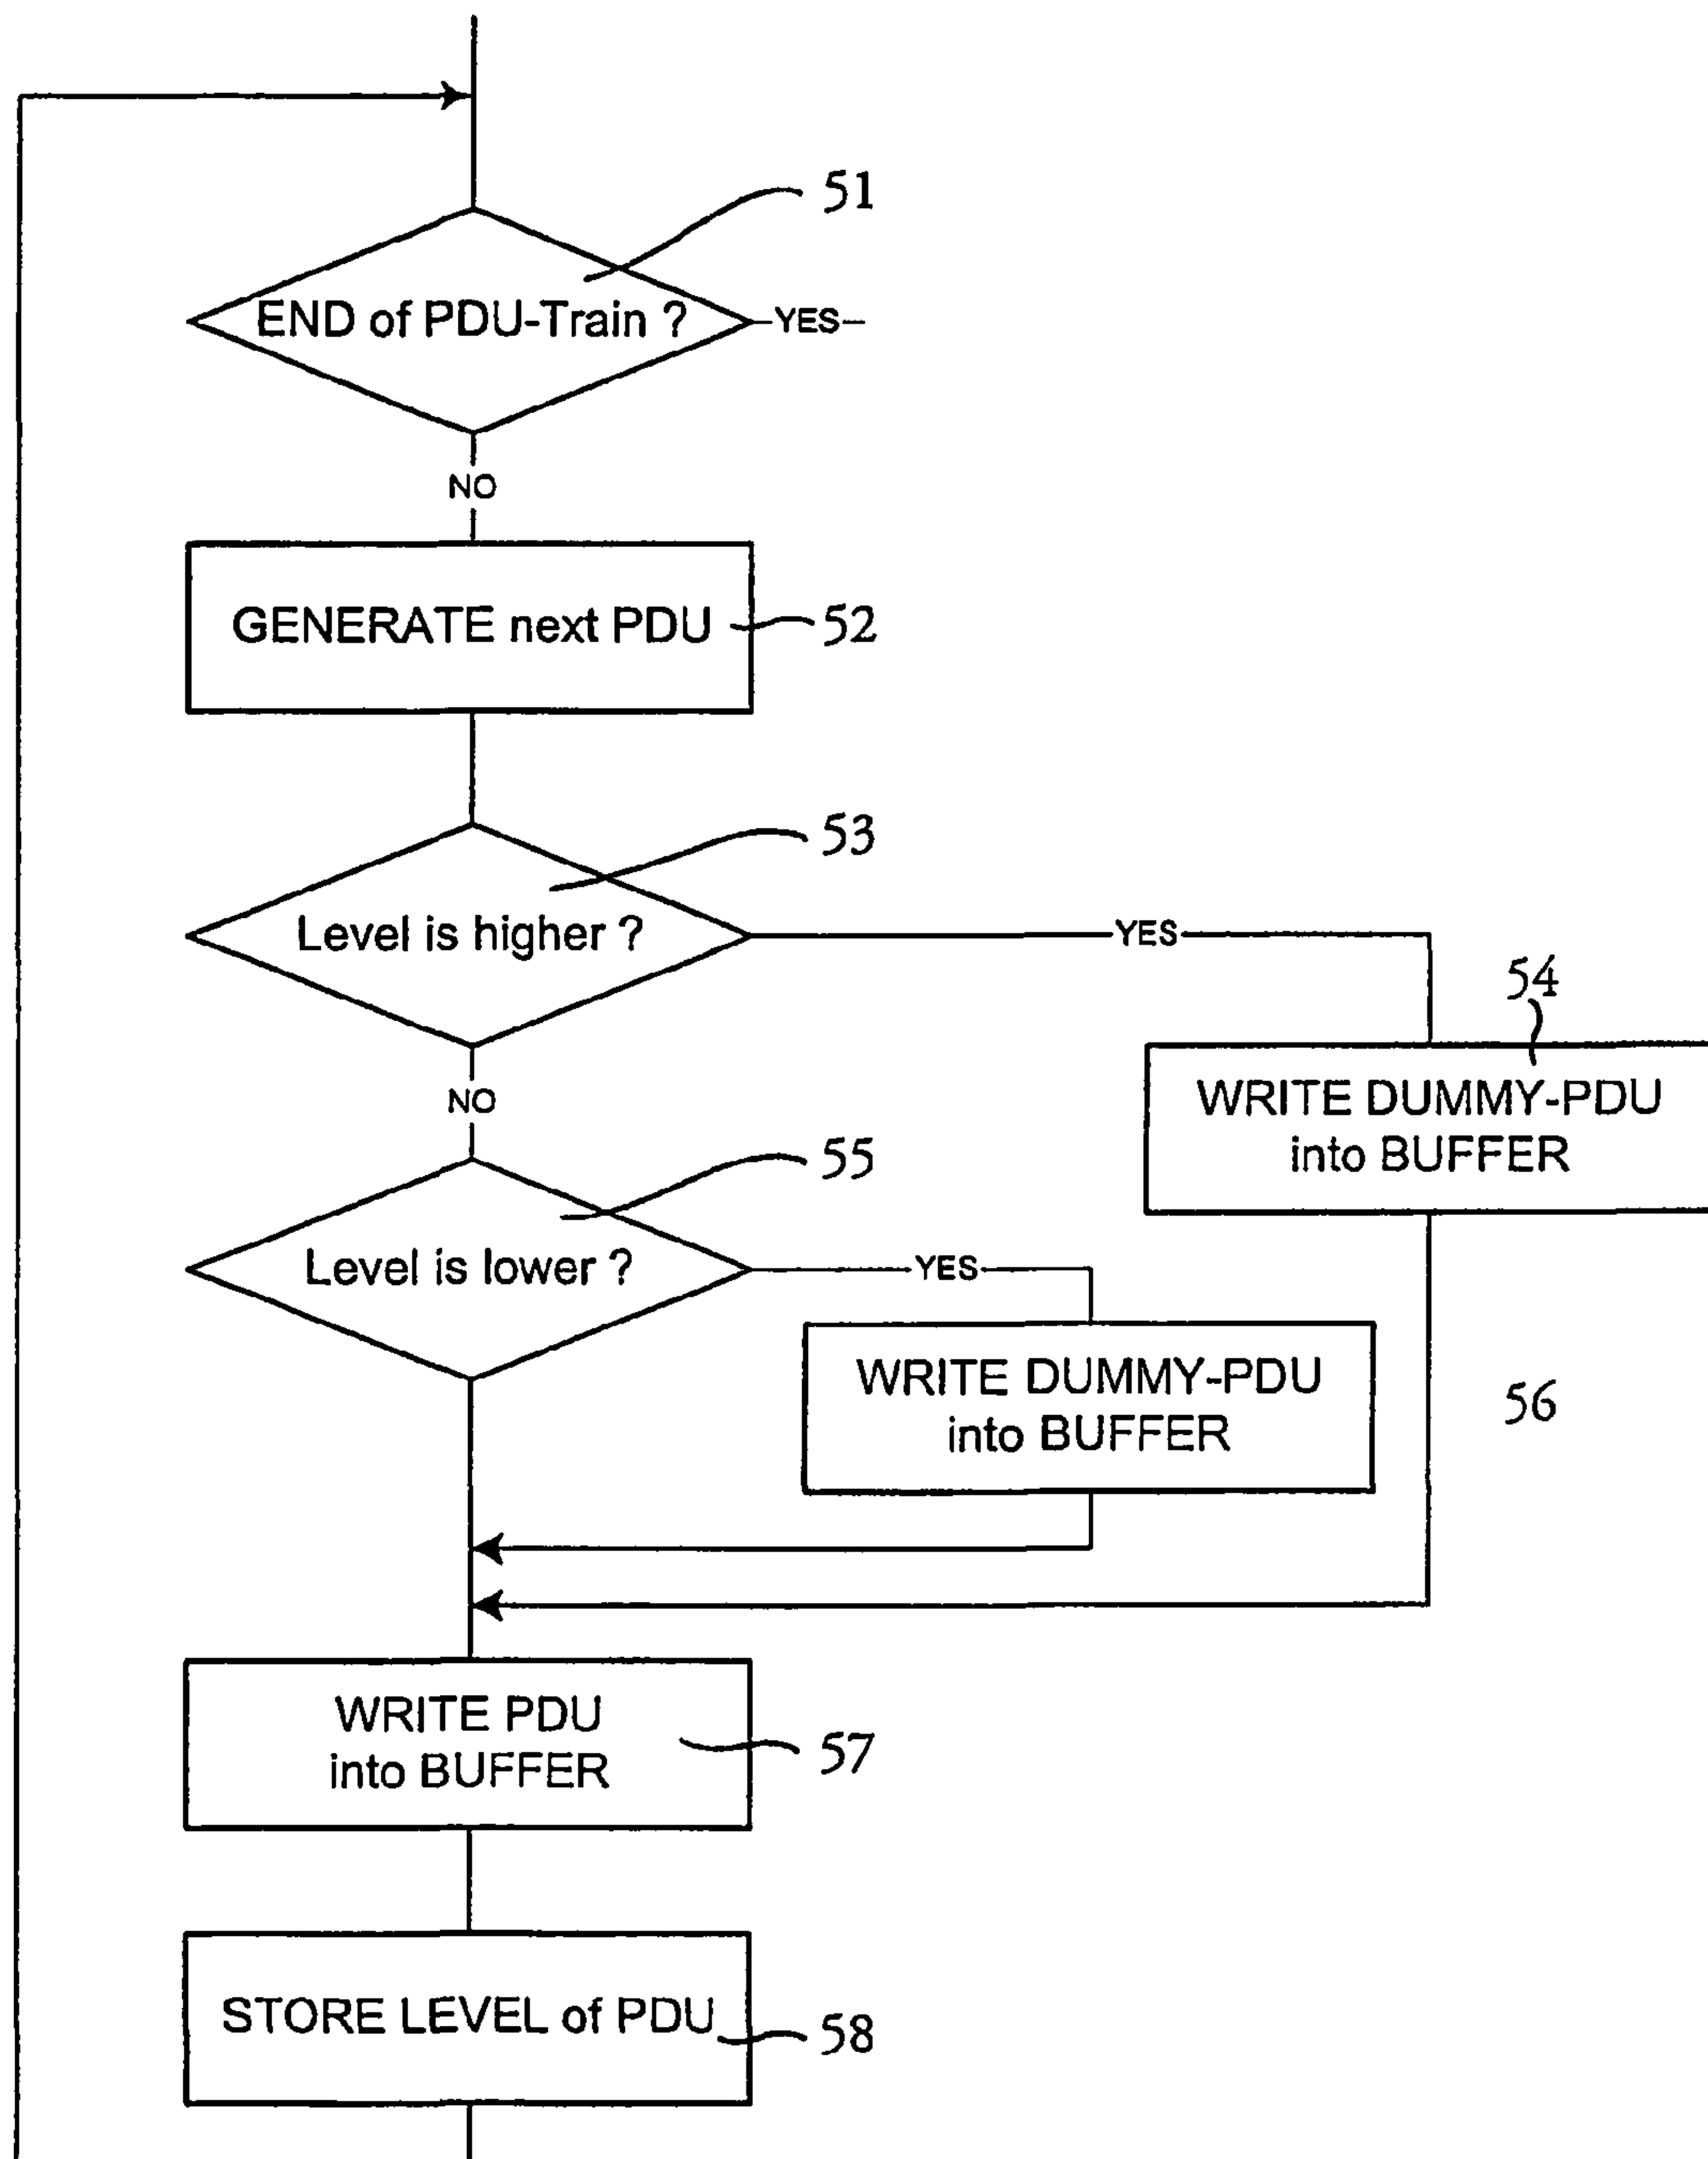 51
END of PDU-Train ?
YES
NO
GENERATE next PDU
52
53
Level is higher ?
YES
54
NO
WRITE DUMMY-PDU
into BUFFER
55
Level is lower ?
YES
WRITE DUMMY-PDU
into BUFFER
56
WRITE PDU
into BUFFER
57
STORE LEVEL of PDU
58